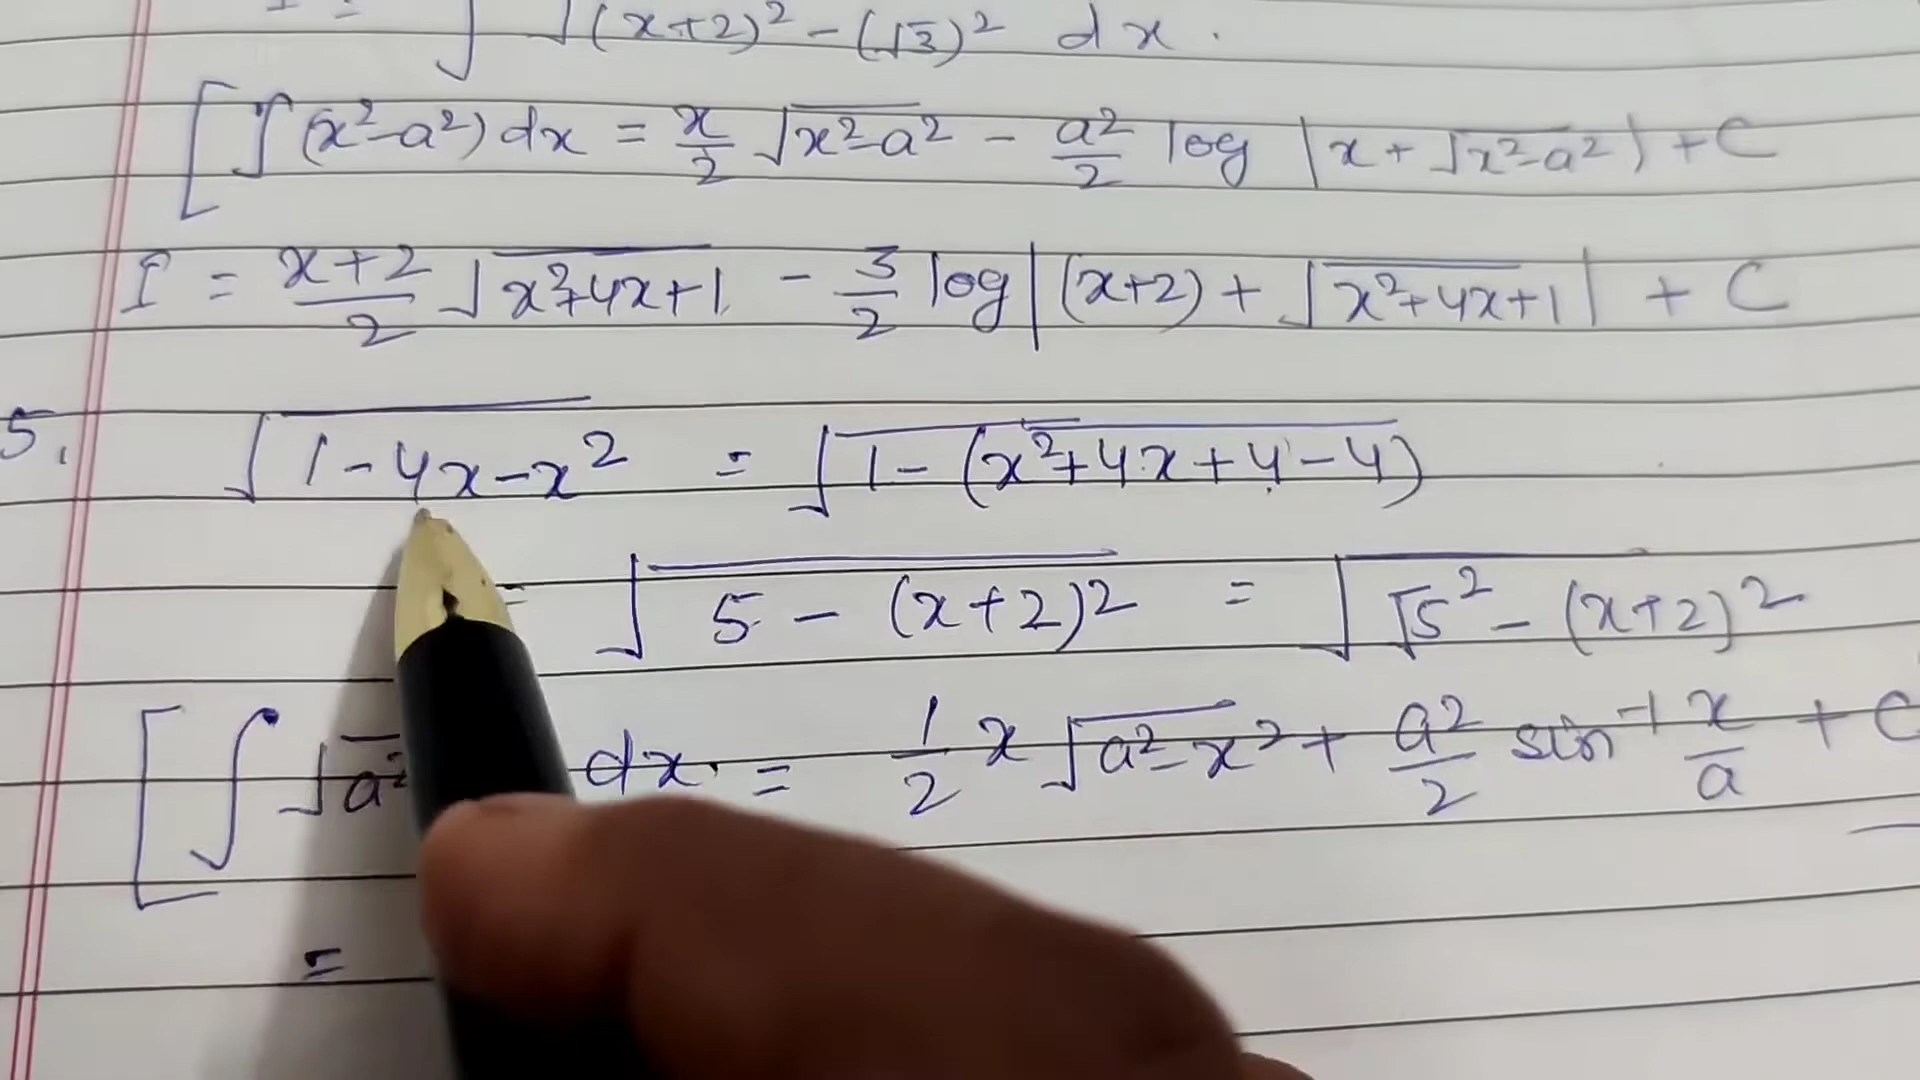 ∫ √(x+2)² - (√3)² dx.
[∫ (x²-a²) dx = x/2 √x²-a² - a²/2 log |x + √x²-a²| + C
I = x+2/2 √x²+4x+1 - 3/2 log |(x+2) + √x²+4x+1| + C
5. √1-4x-x² = √1-(x²+4x+4-4)
= √5-(x+2)² = √√5²-(x+2)²
[∫ √a² dx. = 1/2 x √a²-x² + a²/2 sin⁻¹ x/a + C
=